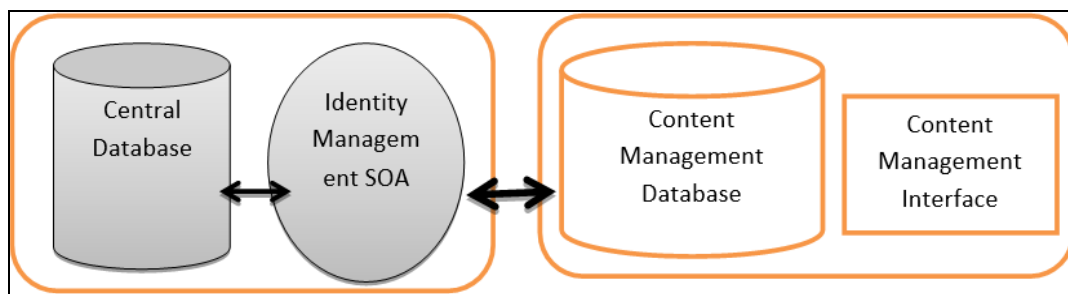 Central
Database
Identity
Managem
ent SOA
Content
Management
Database
Content
Management
Interface